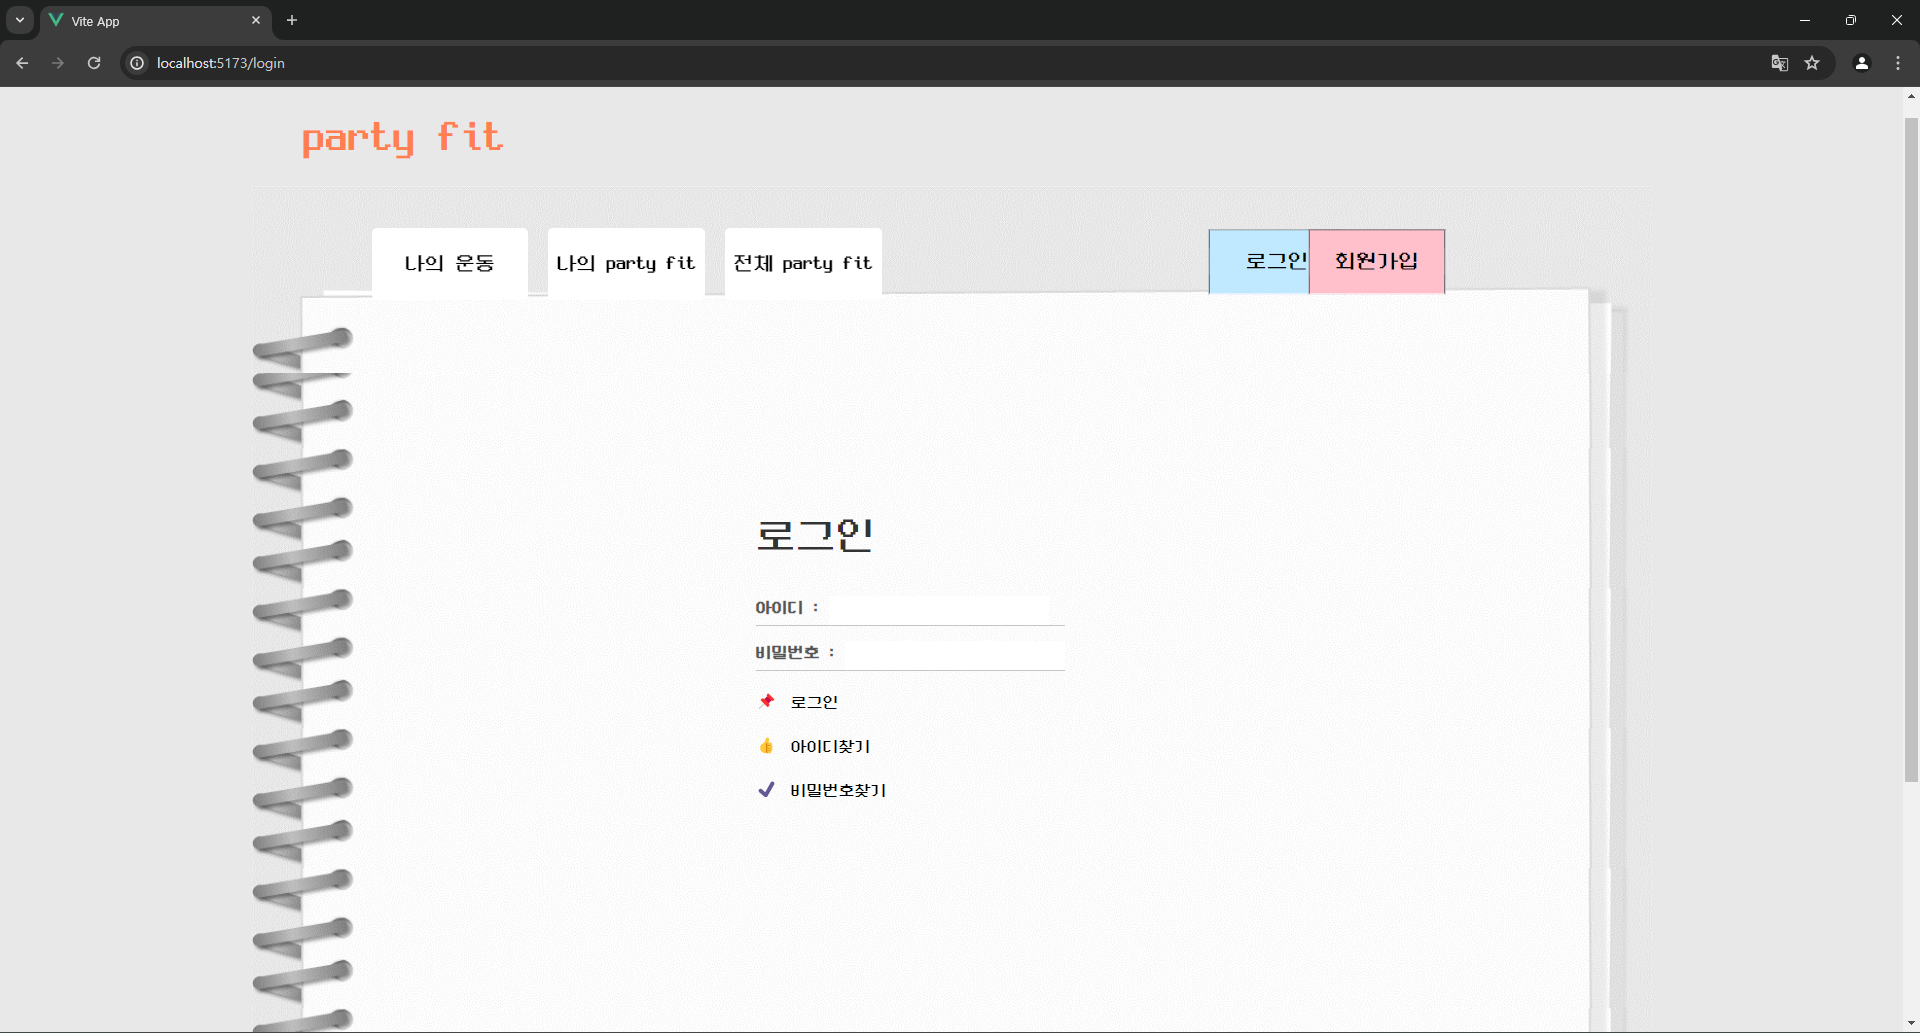 Vite App
localhost:5173/login
party fit
나의 운동
나의 party fit
전체 party fit
로그인
회원가입
로그인
아이디 :
비밀번호 :
로그인
아이디찾기
비밀번호찾기